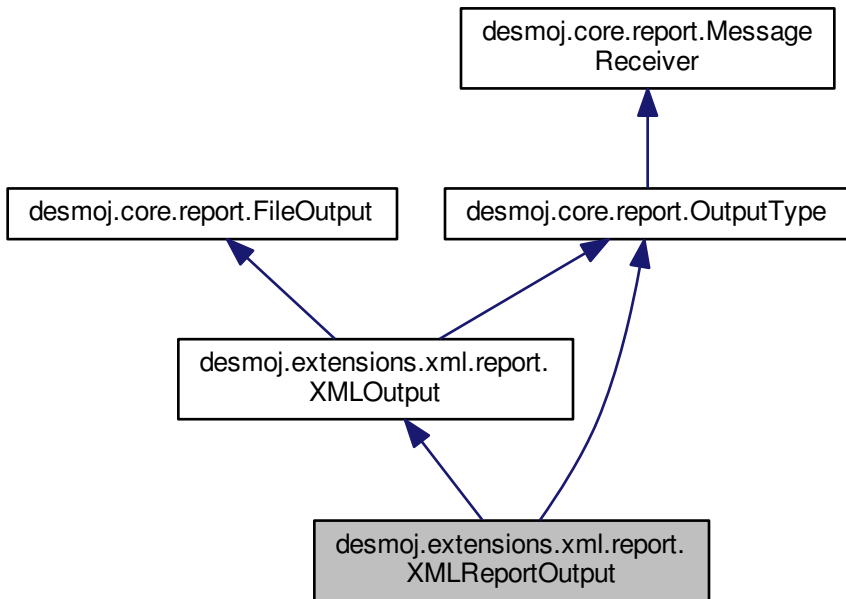 desmoj.core.report.Message
Receiver
desmoj.core.report.FileOutput
desmoj.core.report.OutputType
desmoj.extensions.xml.report.
XMLOutput
desmoj.extensions.xml.report.
XMLReportOutput